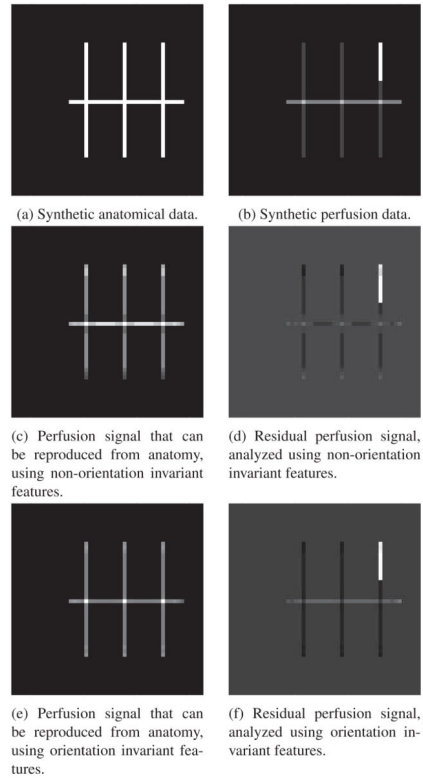 (a) Synthetic anatomical data.
(b) Synthetic perfusion data.
(c) Perfusion signal that can
be reproduced from anatomy,
using non-orientation invariant
features.
(d) Residual perfusion signal,
analyzed using non-orientation
invariant features.
(e) Perfusion signal that can
be reproduced from anatomy,
using orientation invariant fea-
tures.
(f) Residual perfusion signal,
analyzed using orientation in-
variant features.